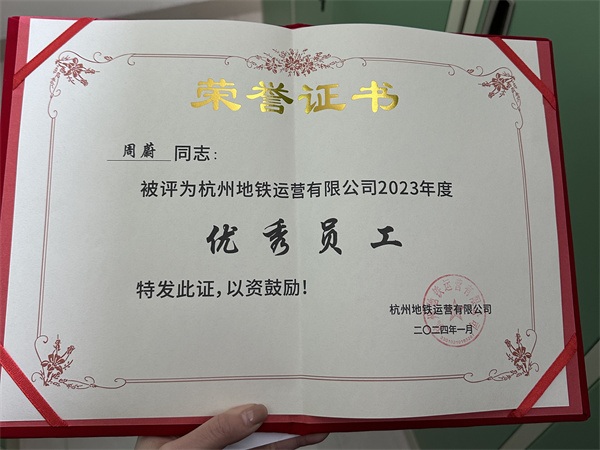 荣誉证书
周蔚 同志：
被评为杭州地铁运营有限公司2023年度
优秀员工
特发此证，以资鼓励！
杭州地铁运营有限公司
二〇二四年一月